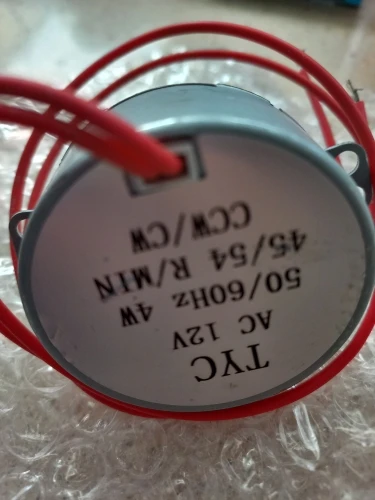 TYC
AC 12V
50/60Hz 4W
45/54 R/MIN
CCW/CW